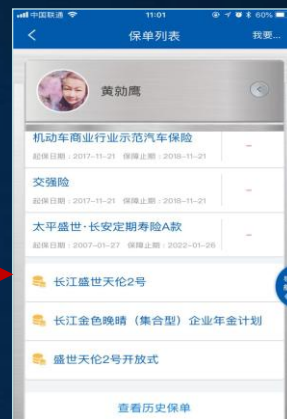 中国联通 11:01 60%
保单列表 我要...
黄勍鹰
机动车商业行业示范汽车保险
起保日期：2017-11-21 保障止期：2018-11-21
交强险
起保日期：2017-11-21 保障止期：2018-11-21
太平盛世·长安定期寿险A款
起保日期：2007-01-27 保障止期：2022-01-26
长江盛世天伦2号
长江金色晚晴（集合型）企业年金计划
盛世天伦2号开放式
查看历史保单